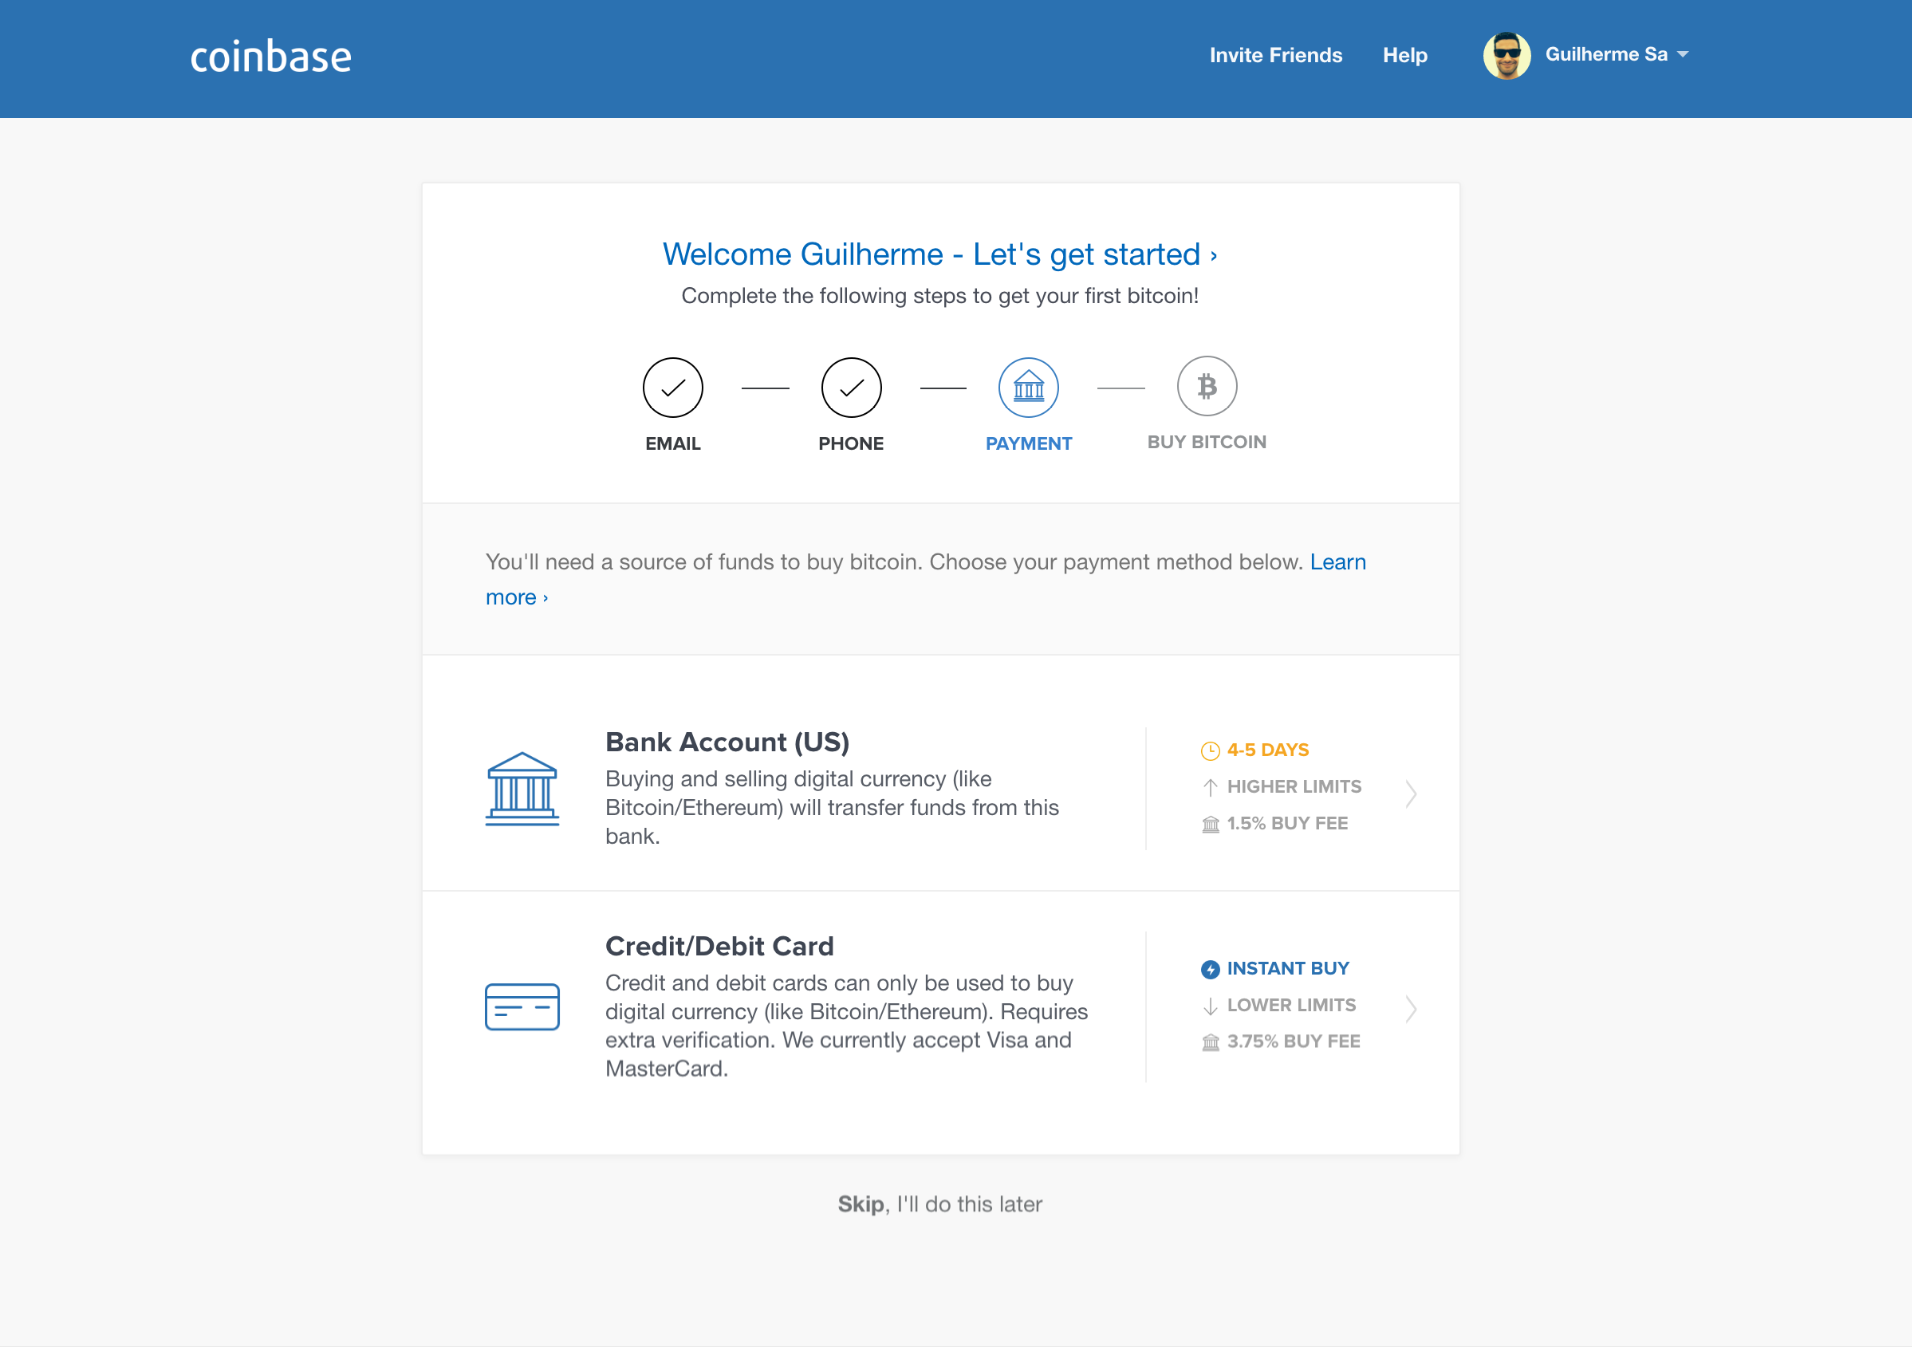 coinbase
Invite Friends
Help
Guilherme Sa
Welcome Guilherme - Let's get started ›
Complete the following steps to get your first bitcoin!
EMAIL
PHONE
PAYMENT
BUY BITCOIN
You'll need a source of funds to buy bitcoin. Choose your payment method below. Learn
more ›
Bank Account (US)
Buying and selling digital currency (like
Bitcoin/Ethereum) will transfer funds from this
bank.
4-5 DAYS
HIGHER LIMITS
1.5% BUY FEE
Credit/Debit Card
Credit and debit cards can only be used to buy
digital currency (like Bitcoin/Ethereum). Requires
extra verification. We currently accept Visa and
MasterCard.
INSTANT BUY
LOWER LIMITS
3.75% BUY FEE
Skip, I'll do this later